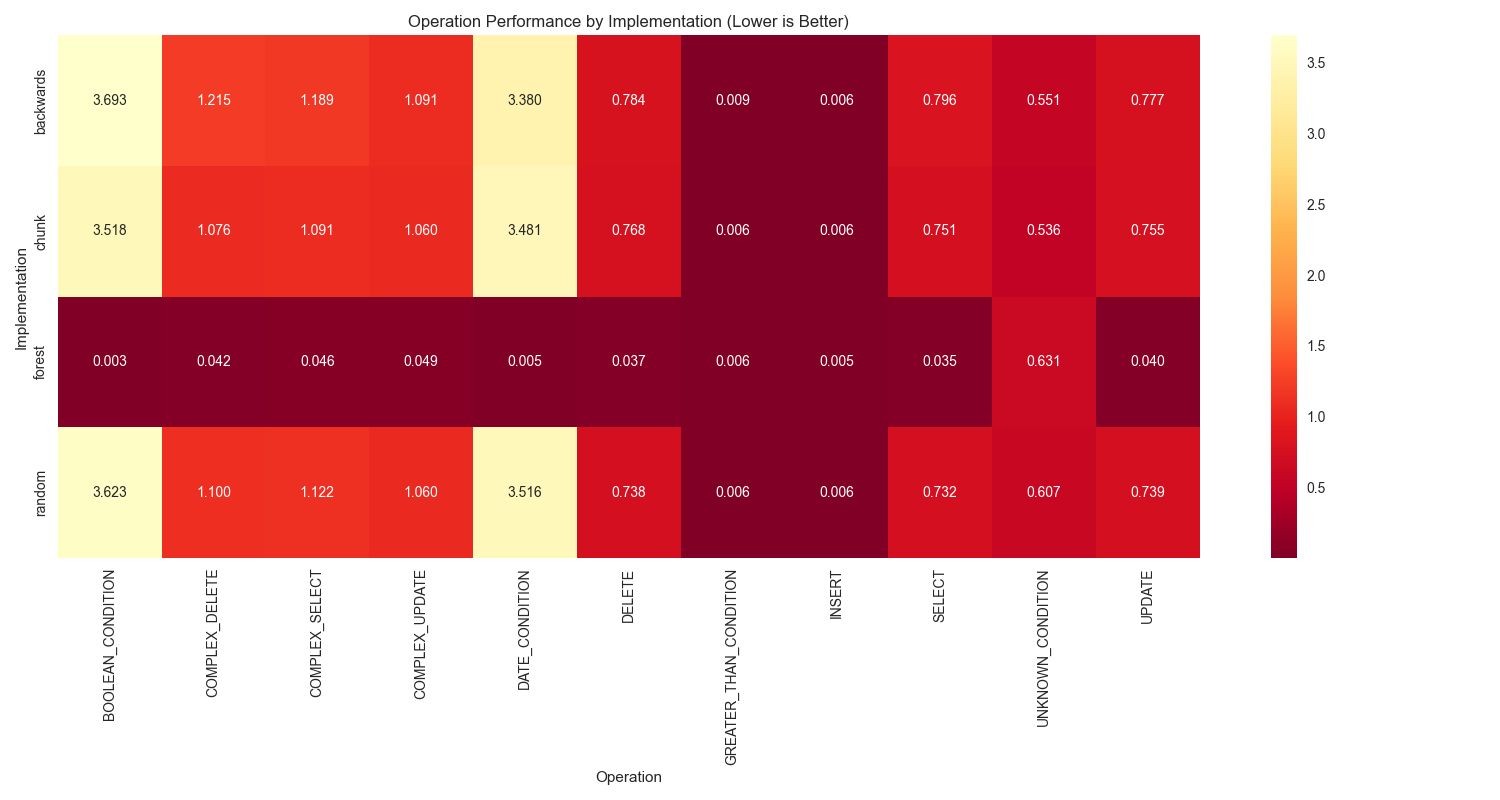 Operation Performance by Implementation (Lower is Better)
Implementation
backwards
3.693 1.215 1.189 1.091 3.380 0.784 0.009 0.006 0.796 0.551 0.777
chunk
3.518 1.076 1.091 1.060 3.481 0.768 0.006 0.006 0.751 0.536 0.755
forest
0.003 0.042 0.046 0.049 0.005 0.037 0.006 0.005 0.035 0.631 0.040
random
3.623 1.100 1.122 1.060 3.516 0.738 0.006 0.006 0.732 0.607 0.739
BOOLEAN_CONDITION
COMPLEX_DELETE
COMPLEX_SELECT
COMPLEX_UPDATE
DATE_CONDITION
DELETE
GREATER_THAN_CONDITION
INSERT
SELECT
UNKNOWN_CONDITION
UPDATE
Operation
3.5
3.0
2.5
2.0
1.5
1.0
0.5